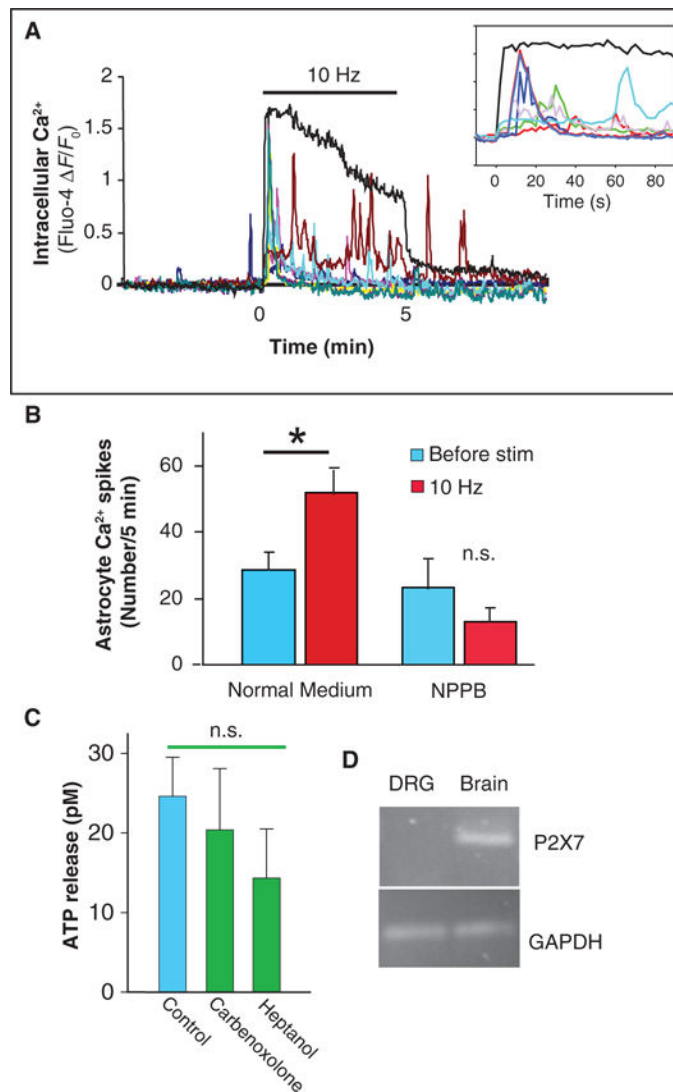 A
10 Hz
Intracellular Ca²⁺
(Fluo-4 ΔF/F₀)
2
1.5
1
0.5
0
0
5
Time (min)
0 20 40 60 80
Time (s)
B
*
Before stim
10 Hz
n.s.
Astrocyte Ca²⁺ spikes
(Number/5 min)
60
40
20
0
Normal Medium
NPPB
C
n.s.
ATP release (pM)
30
20
10
0
Control
Carbenoxolone
Heptanol
D
DRG Brain
P2X7
GAPDH